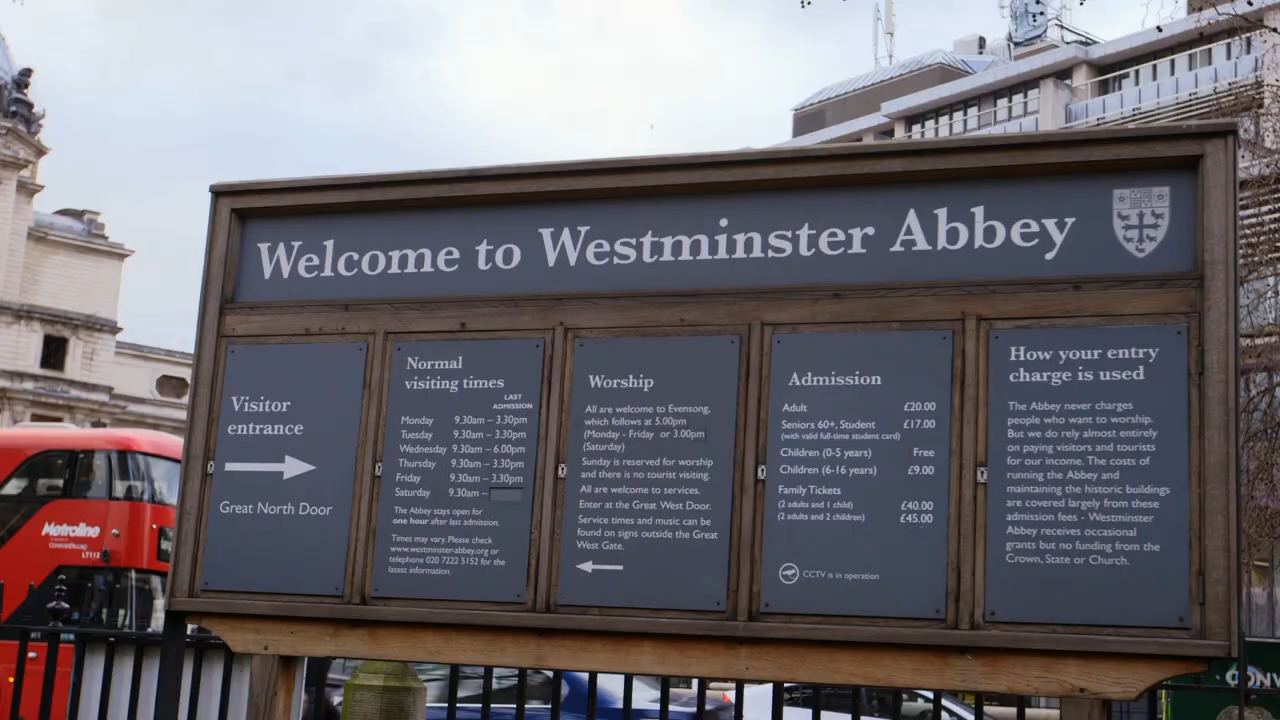 Welcome to Westminster Abbey
Visitor
entrance
Great North Door
Normal
visiting times
LAST
ADMISSION
Monday 9.30am – 3.30pm
Tuesday 9.30am – 3.30pm
Wednesday 9.30am – 6.00pm
Thursday 9.30am – 3.30pm
Friday 9.30am – 3.30pm
Saturday 9.30am –
The Abbey stays open for
one hour after last admission.
Times may vary. Please check
www.westminster-abbey.org or
telephone 020 7222 5152 for the
latest information.
Worship
All are welcome to Evensong,
which follows at 5.00pm
(Monday - Friday or 3.00pm
(Saturday)
Sunday is reserved for worship
and there is no tourist visiting.
All are welcome to services.
Enter at the Great West Door.
Service times and music can be
found on signs outside the Great
West Gate.
Admission
Adult £20.00
Seniors 60+, Student £17.00
(with valid full-time student card)
Children (0-5 years) Free
Children (6-16 years) £9.00
Family Tickets
(2 adults and 1 child) £40.00
(2 adults and 2 children) £45.00
CCTV is in operation
How your entry
charge is used
The Abbey never charges
people who want to worship.
But we do rely almost entirely
on paying visitors and tourists
for our income. The costs of
running the Abbey and
maintaining the historic buildings
are covered largely from these
admission fees - Westminster
Abbey receives occasional
grants but no funding from the
Crown, State or Church.
Metroline
LT113